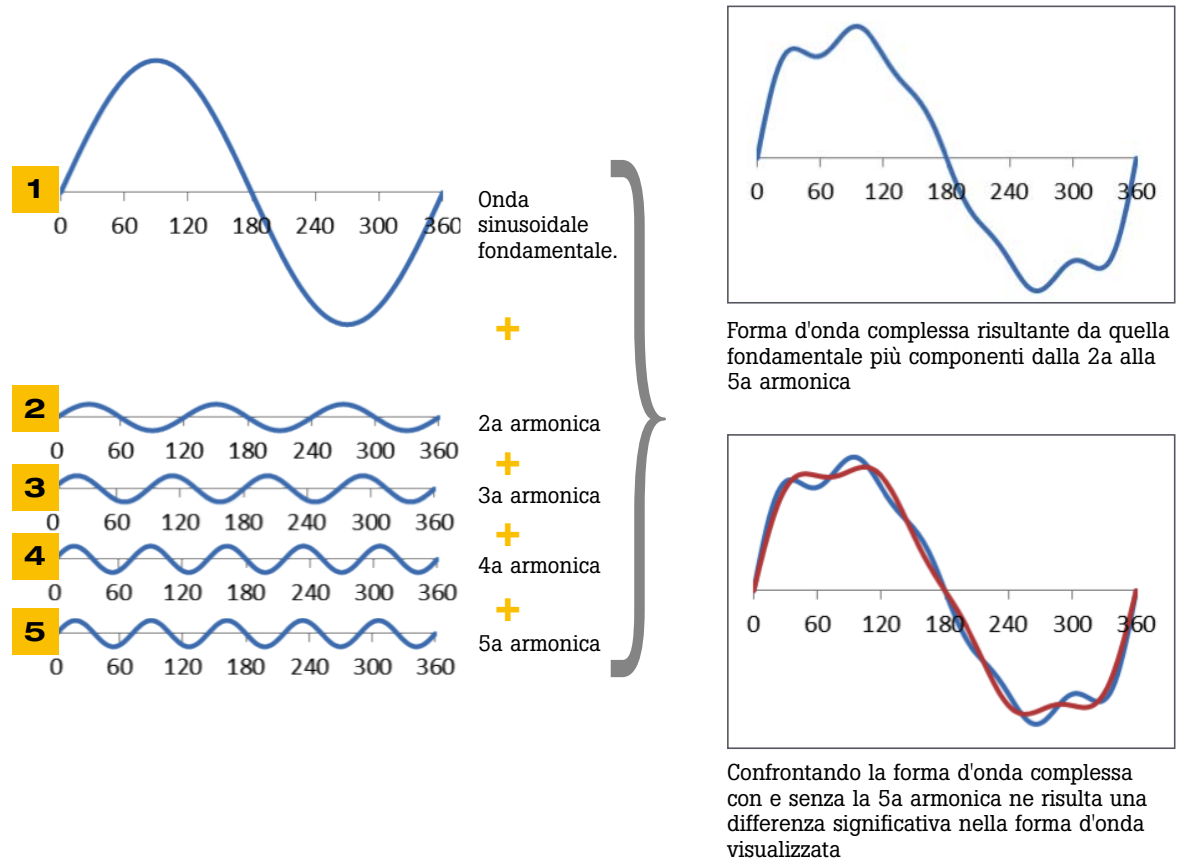 1
0 60 120 180 240 300 360
Onda
sinusoidale
fondamentale.
+
2
0 60 120 180 240 300 360
2a armonica
+
3
0 60 120 180 240 300 360
3a armonica
+
4
0 60 120 180 240 300 360
4a armonica
+
5
0 60 120 180 240 300 360
5a armonica
0 60 120 180 240 300 360
Forma d'onda complessa risultante da quella
fondamentale più componenti dalla 2a alla
5a armonica
0 60 120 180 240 300 360
Confrontando la forma d'onda complessa
con e senza la 5a armonica ne risulta una
differenza significativa nella forma d'onda
visualizzata